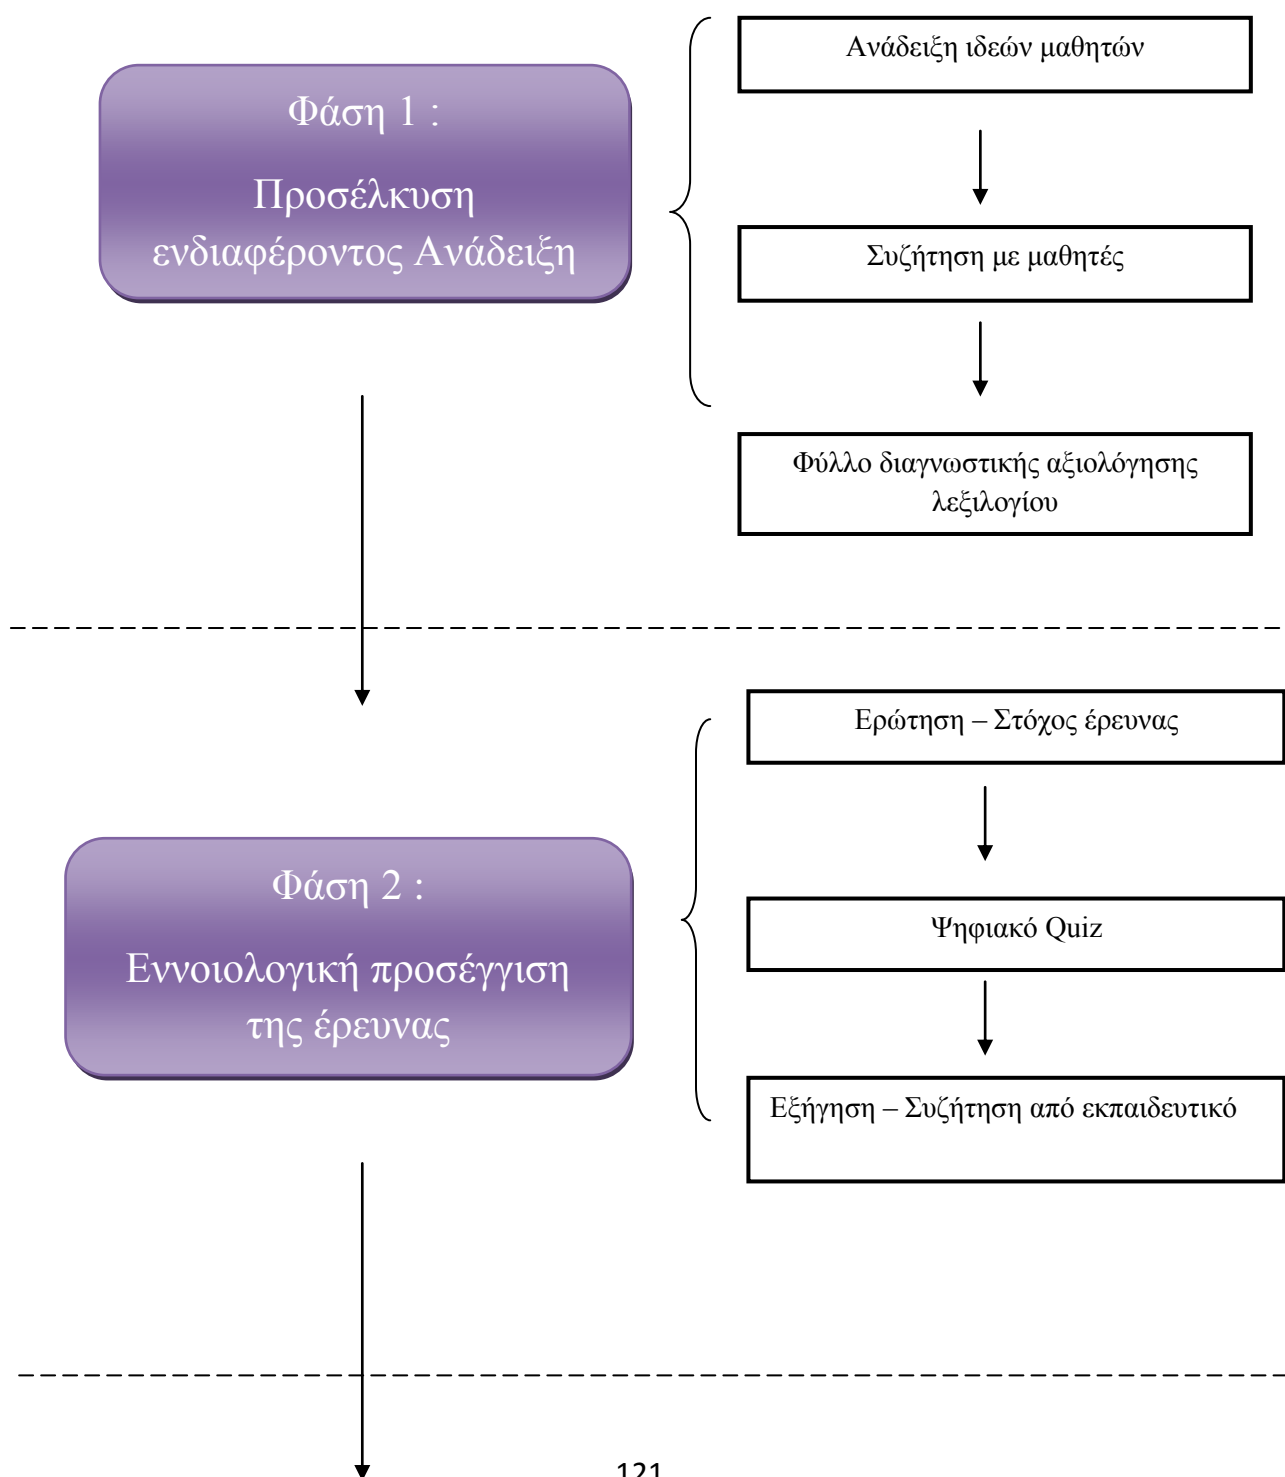 Φάση 1 :
Προσέλκυση
ενδιαφέροντος Ανάδειξη
Ανάδειξη ιδεών μαθητών
Συζήτηση με μαθητές
Φύλλο διαγνωστικής αξιολόγησης
λεξιλογίου
Φάση 2 :
Εννοιολογική προσέγγιση
της έρευνας
Ερώτηση – Στόχος έρευνας
Ψηφιακό Quiz
Εξήγηση – Συζήτηση από εκπαιδευτικό
121